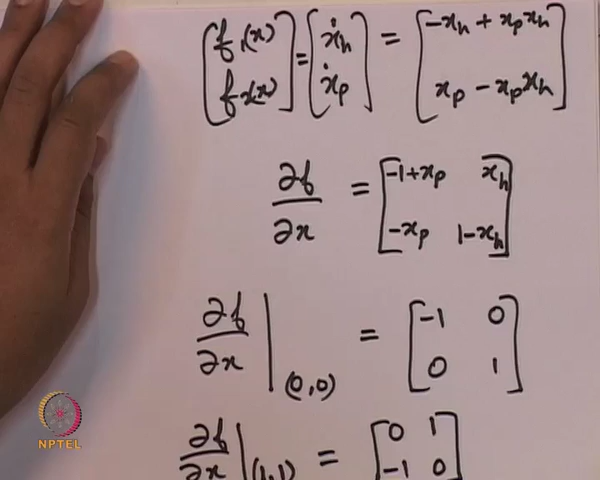 [f₁(x) f₂(x)] = [ẋₕ ẋₚ] = [-xₕ + xₚxₕ xₚ - xₚxₕ]
∂f/∂x = [-1+xₚ xₕ -xₚ 1-xₕ]
∂f/∂x |(0,0) = [-1 0 0 1]
∂f/∂x |(1,1) = [0 1 -1 0]
NPTEL